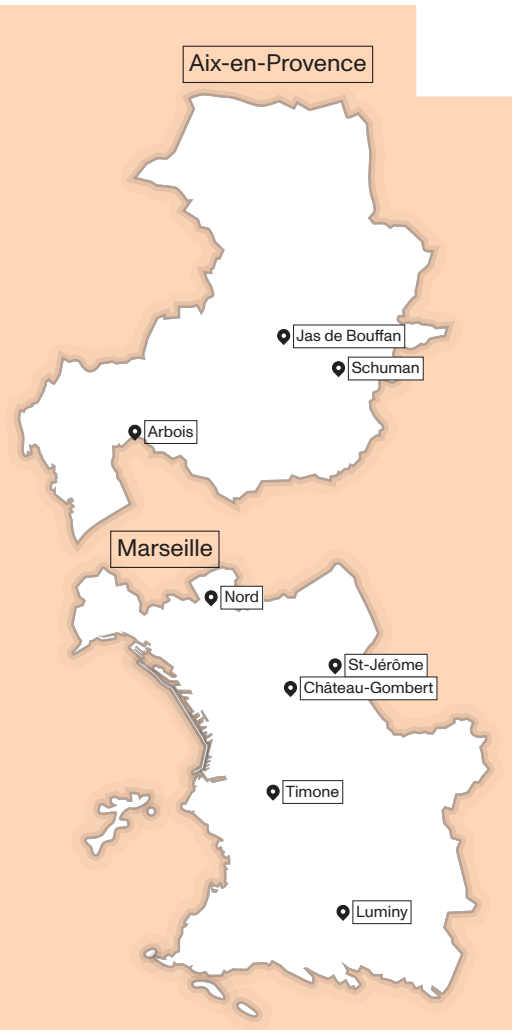 Aix-en-Provence
Jas de Bouffan
Schuman
Arbois
Marseille
Nord
St-Jérôme
Château-Gombert
Timone
Luminy